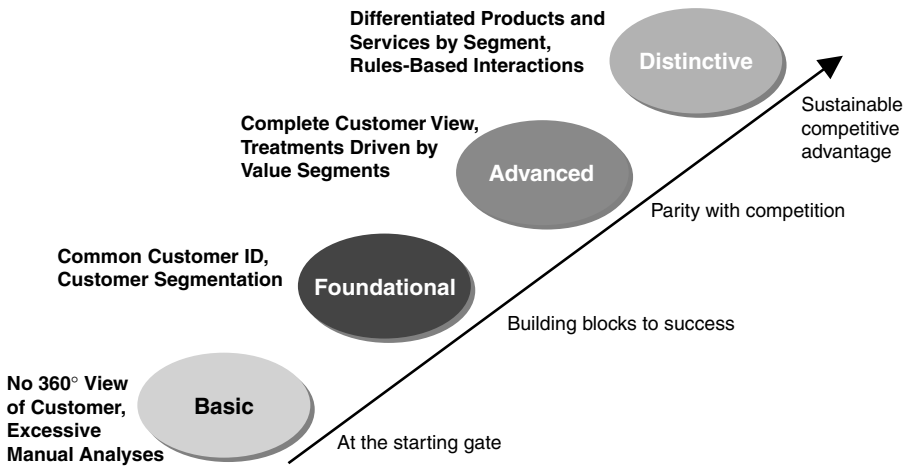 Differentiated Products and
Services by Segment,
Rules-Based Interactions
Distinctive
Sustainable
competitive
advantage
Complete Customer View,
Treatments Driven by
Value Segments
Advanced
Parity with competition
Common Customer ID,
Customer Segmentation
Foundational
Building blocks to success
No 360° View
of Customer,
Excessive
Manual Analyses
Basic
At the starting gate